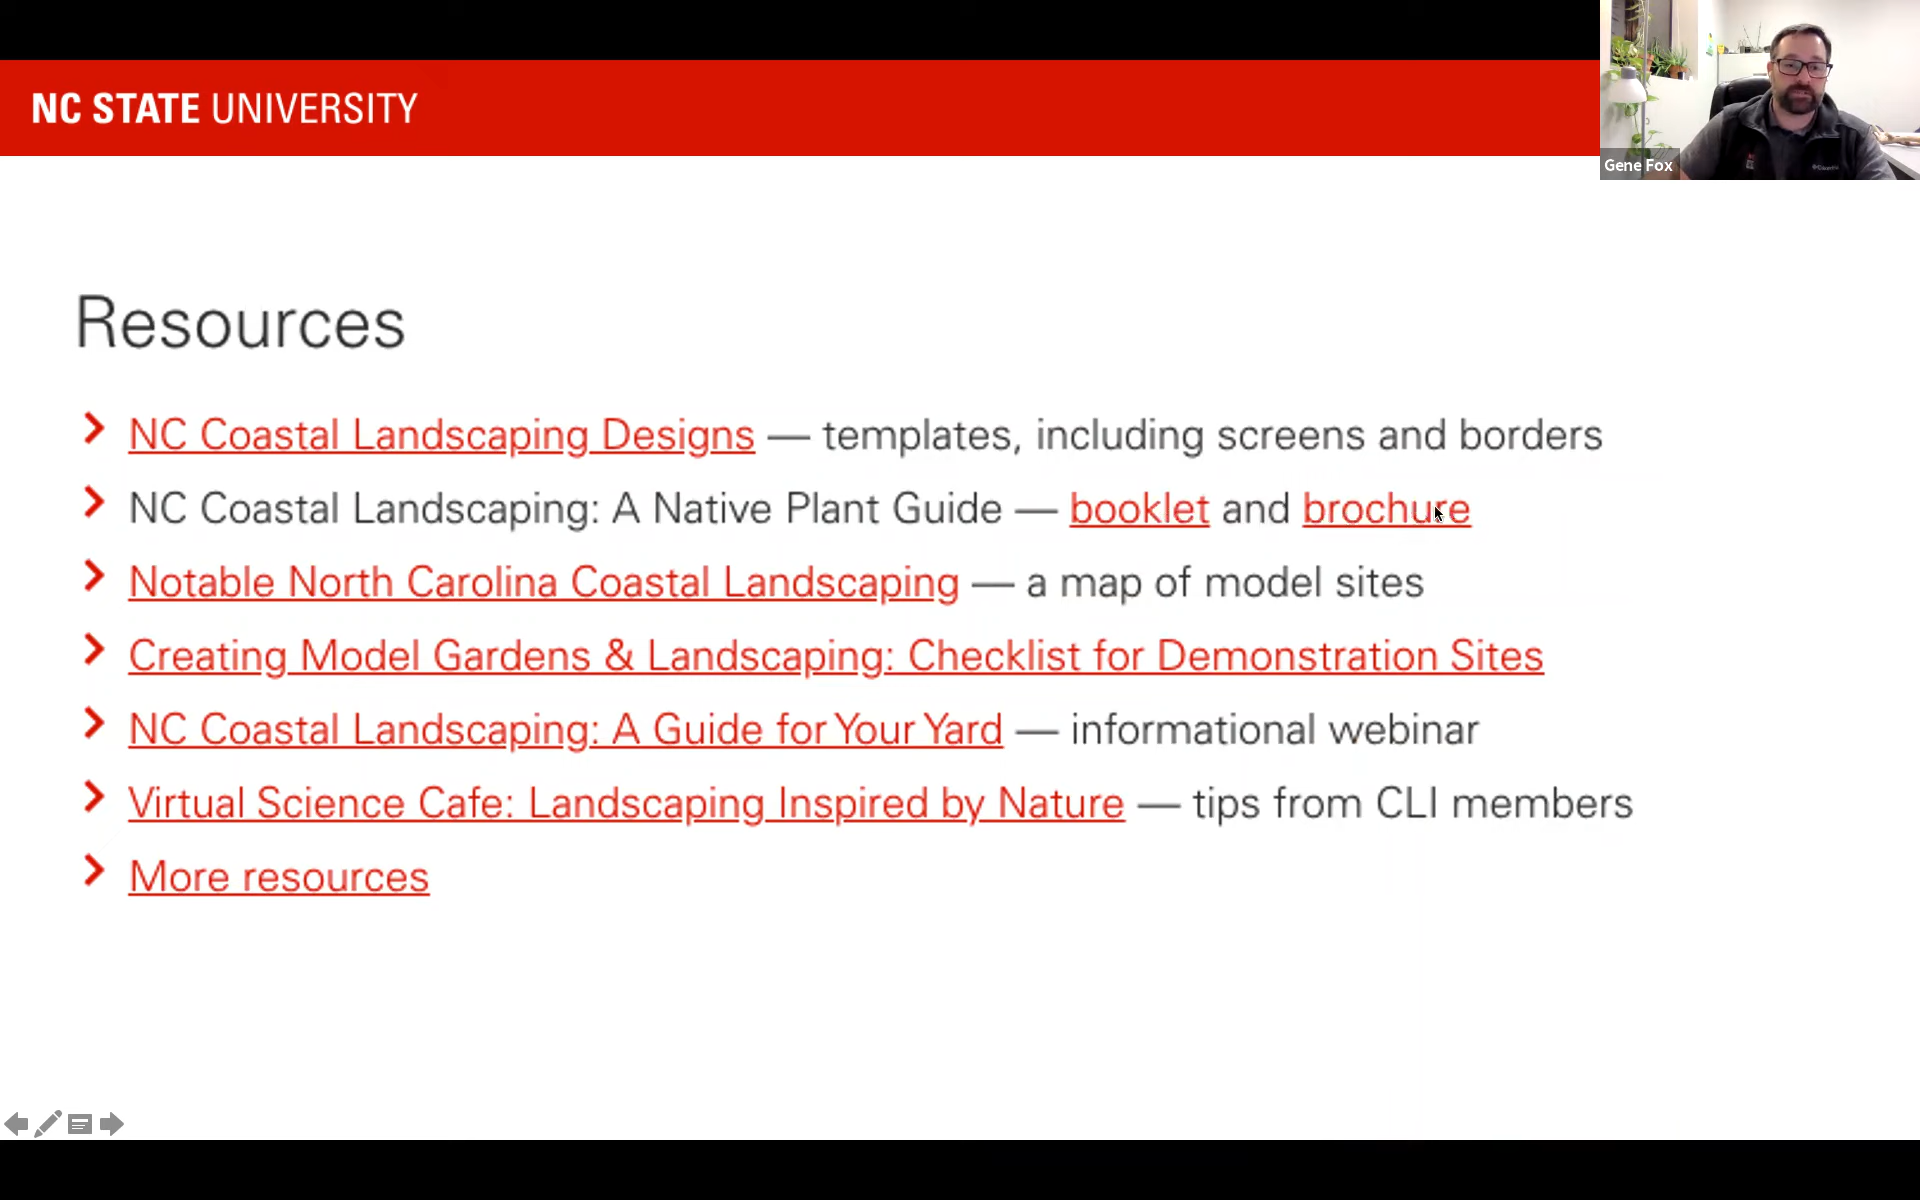 NC STATE UNIVERSITY
Gene Fox
Resources
NC Coastal Landscaping Designs — templates, including screens and borders
NC Coastal Landscaping: A Native Plant Guide — booklet and brochure
Notable North Carolina Coastal Landscaping — a map of model sites
Creating Model Gardens & Landscaping: Checklist for Demonstration Sites
NC Coastal Landscaping: A Guide for Your Yard — informational webinar
Virtual Science Cafe: Landscaping Inspired by Nature — tips from CLI members
More resources